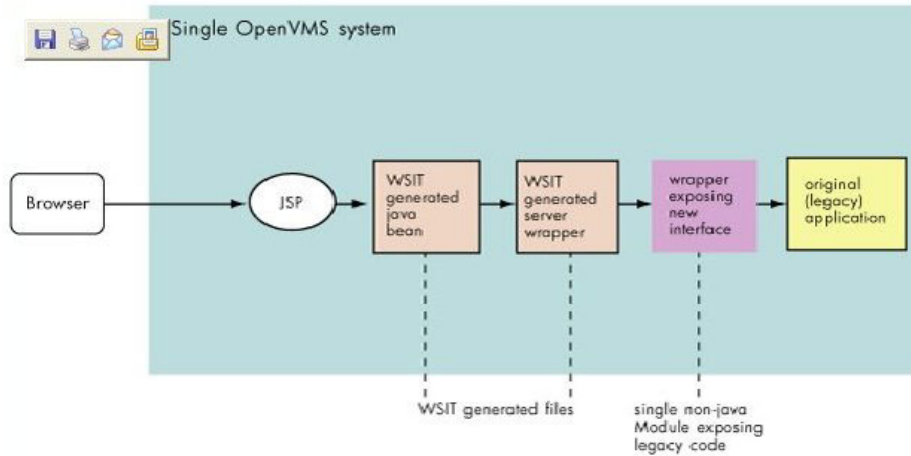 Single OpenVMS system
Browser
JSP
WSIT
generated
java
bean
WSIT
generated
server
wrapper
wrapper
exposing
new
interface
original
(legacy)
application
WSIT generated files
single non-java
Module exposing
legacy code